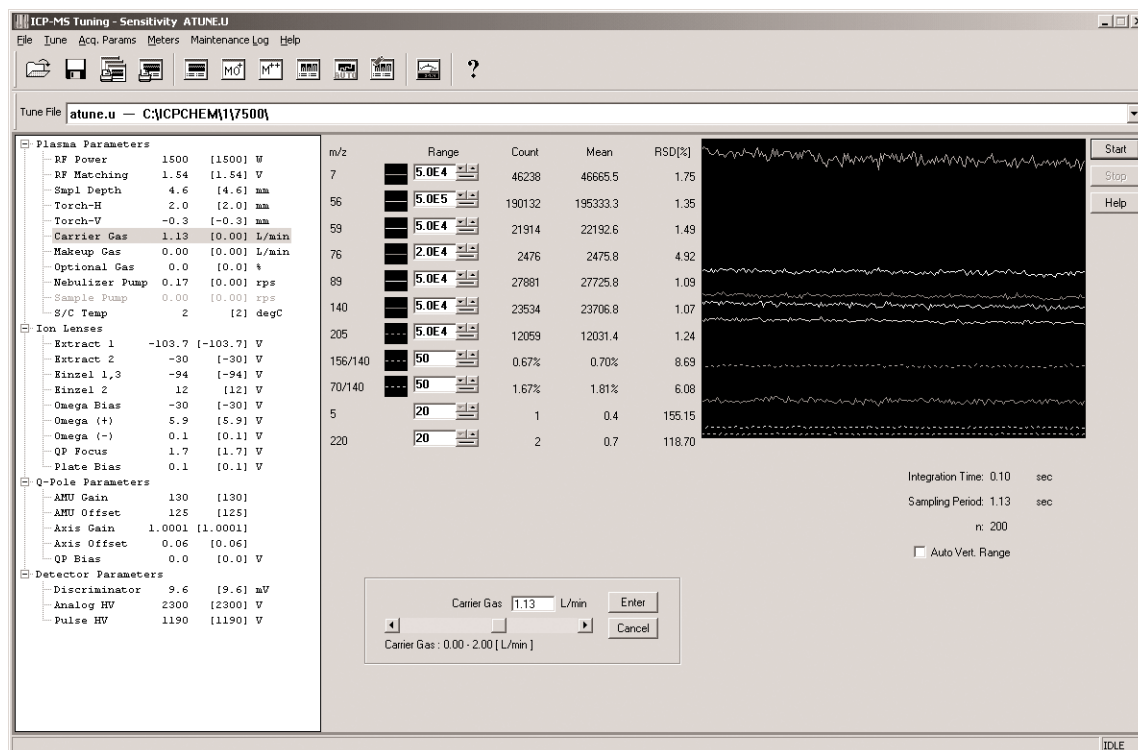 ICP-MS Tuning - Sensitivity ATUNE.U
File Tune Acq. Params Meters Maintenance Log Help
MO+ M++ AUTO ?
Tune File atune.u — C:\ICPCHEM\1\7500\
Plasma Parameters
RF Power 1500 [1500] W
RF Matching 1.54 [1.54] V
Smpl Depth 4.6 [4.6] mm
Torch-H 2.0 [2.0] mm
Torch-V -0.3 [-0.3] mm
Carrier Gas 1.13 [0.00] L/min
Makeup Gas 0.00 [0.00] L/min
Optional Gas 0.0 [0.0] %
Nebulizer Pump 0.17 [0.00] rps
Sample Pump 0.00 [0.00] rps
S/C Temp 2 [2] degC
Ion Lenses
Extract 1 -103.7 [-103.7] V
Extract 2 -30 [-30] V
Einzel 1,3 -94 [-94] V
Einzel 2 12 [12] V
Omega Bias -30 [-30] V
Omega (+) 5.9 [5.9] V
Omega (-) 0.1 [0.1] V
QP Focus 1.7 [1.7] V
Plate Bias 0.1 [0.1] V
Q-Pole Parameters
AMU Gain 130 [130]
AMU Offset 125 [125]
Axis Gain 1.0001 [1.0001]
Axis Offset 0.06 [0.06]
QP Bias 0.0 [0.0] V
Detector Parameters
Discriminator 9.6 [9.6] mV
Analog HV 2300 [2300] V
Pulse HV 1190 [1190] V
m/z Range Count Mean RSD[%]
7 5.0E4 46238 46665.5 1.75
56 5.0E5 190132 195333.3 1.35
59 5.0E4 21914 22192.6 1.49
76 2.0E4 2476 2475.8 4.92
89 5.0E4 27881 27725.8 1.09
140 5.0E4 23534 23706.8 1.07
205 5.0E4 12059 12031.4 1.24
156/140 50 0.67% 0.70% 8.69
70/140 50 1.67% 1.81% 6.08
5 20 1 0.4 155.15
220 20 2 0.7 118.70
Start
Stop
Help
Integration Time: 0.10 sec
Sampling Period: 1.13 sec
n: 200
Auto Vert. Range
Carrier Gas 1.13 L/min Enter
Cancel
Carrier Gas : 0.00 - 2.00 [ L/min ]
IDLE